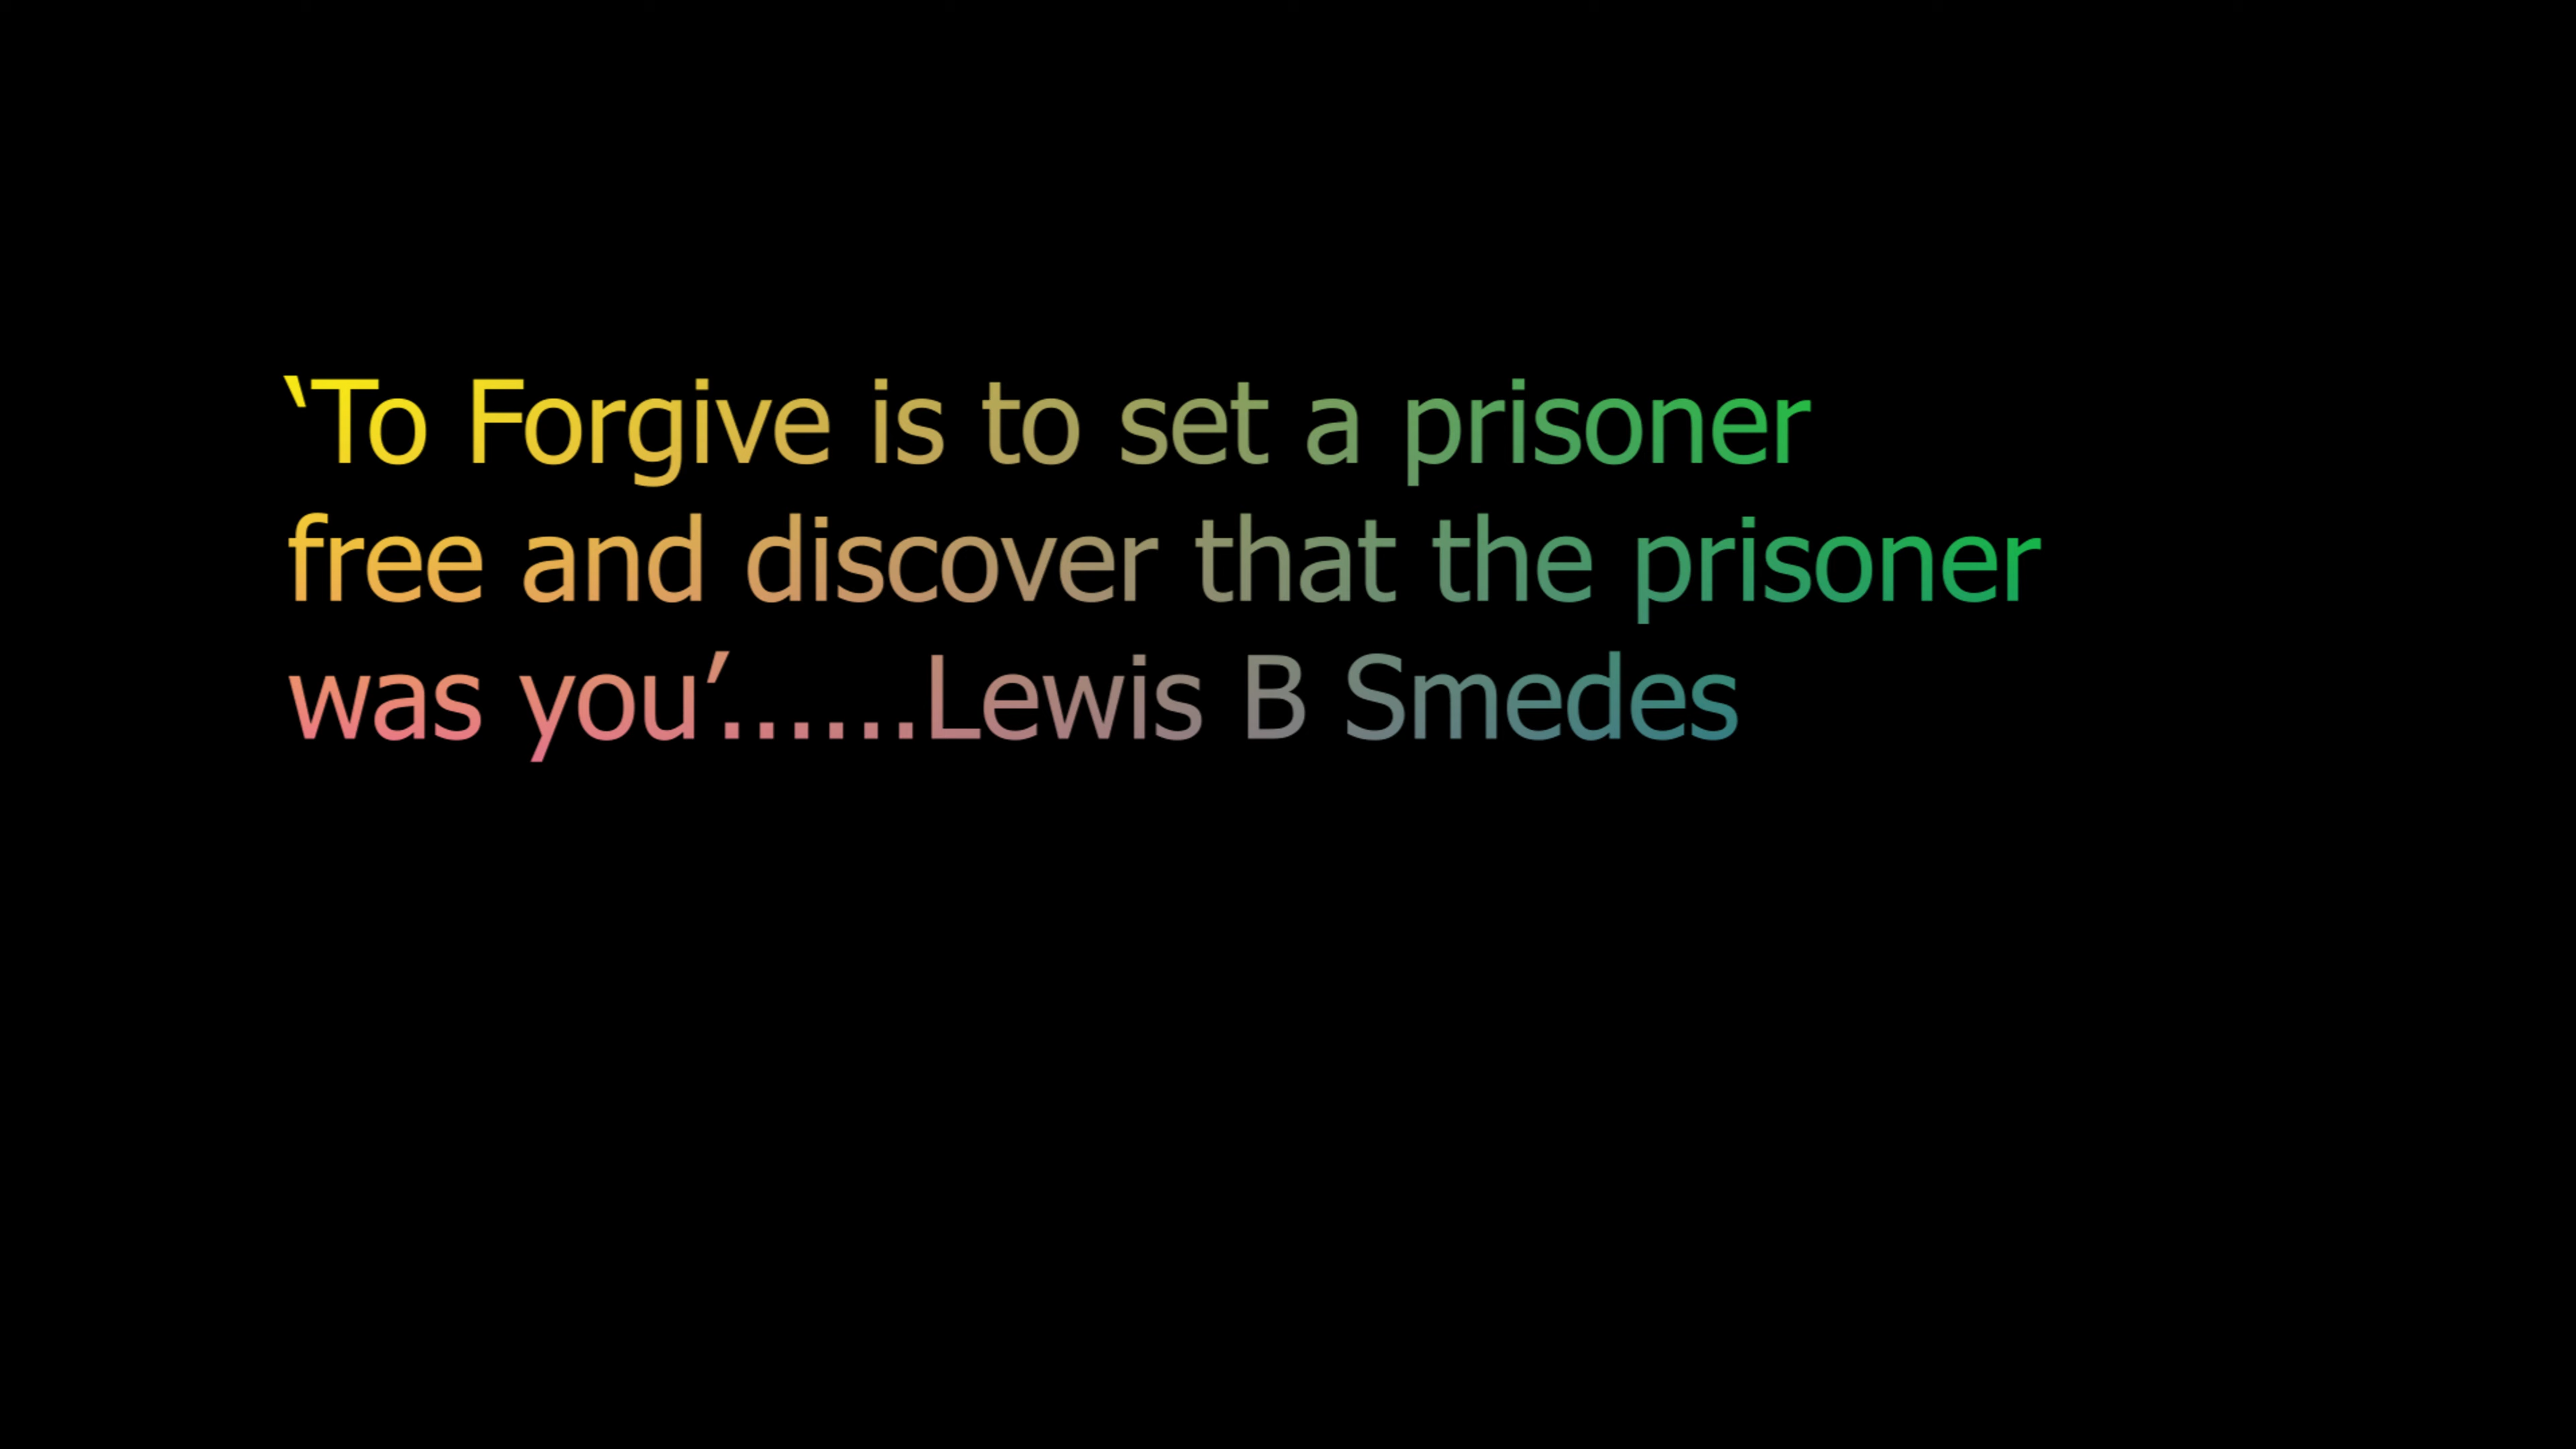 ‘To Forgive is to set a prisoner
free and discover that the prisoner
was you’......Lewis B Smedes